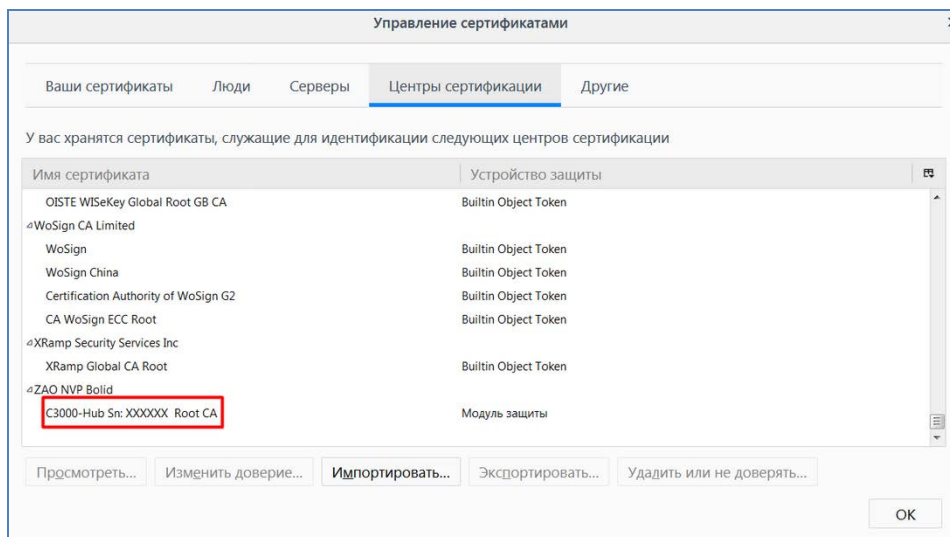 Управление сертификатами
Ваши сертификаты Люди Серверы Центры сертификации Другие
У вас хранятся сертификаты, служащие для идентификации следующих центров сертификации
Имя сертификата Устройство защиты
OISTE WISeKey Global Root GB CA Builtin Object Token
WoSign CA Limited
WoSign Builtin Object Token
WoSign China Builtin Object Token
Certification Authority of WoSign G2 Builtin Object Token
CA WoSign ECC Root Builtin Object Token
XRamp Security Services Inc
XRamp Global CA Root Builtin Object Token
ZAO NVP Bolid
C3000-Hub Sn: XXXXXX Root CA Модуль защиты
Просмотреть... Изменить доверие... Импортировать... Экспортировать... Удалить или не доверять...
OK